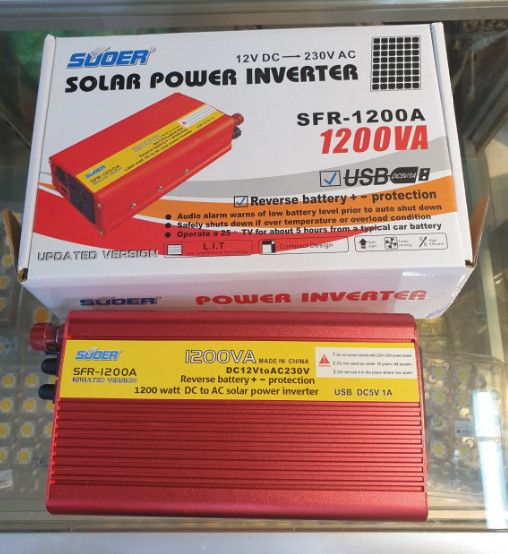 SUOER
12V DC → 230V AC
SOLAR POWER INVERTER
SFR-1200A
1200VA
USB DC5V/1A
Reverse battery + - protection
Audio alarm warns of low battery level prior to auto shut down
Safely shuts down if over temperature or overload condition
Operate a 25" TV for about 5 hours from a typical car battery
L.I.T
Compact Design
UPDATED VERSION
SUOER
POWER INVERTER
SUOER
1200VA MADE IN CHINA
DC12VtoAC230V
SFR-1200A
UPDATED VERSION
Reverse battery + - protection
1200 watt DC to AC solar power inverter
USB DC5V 1A